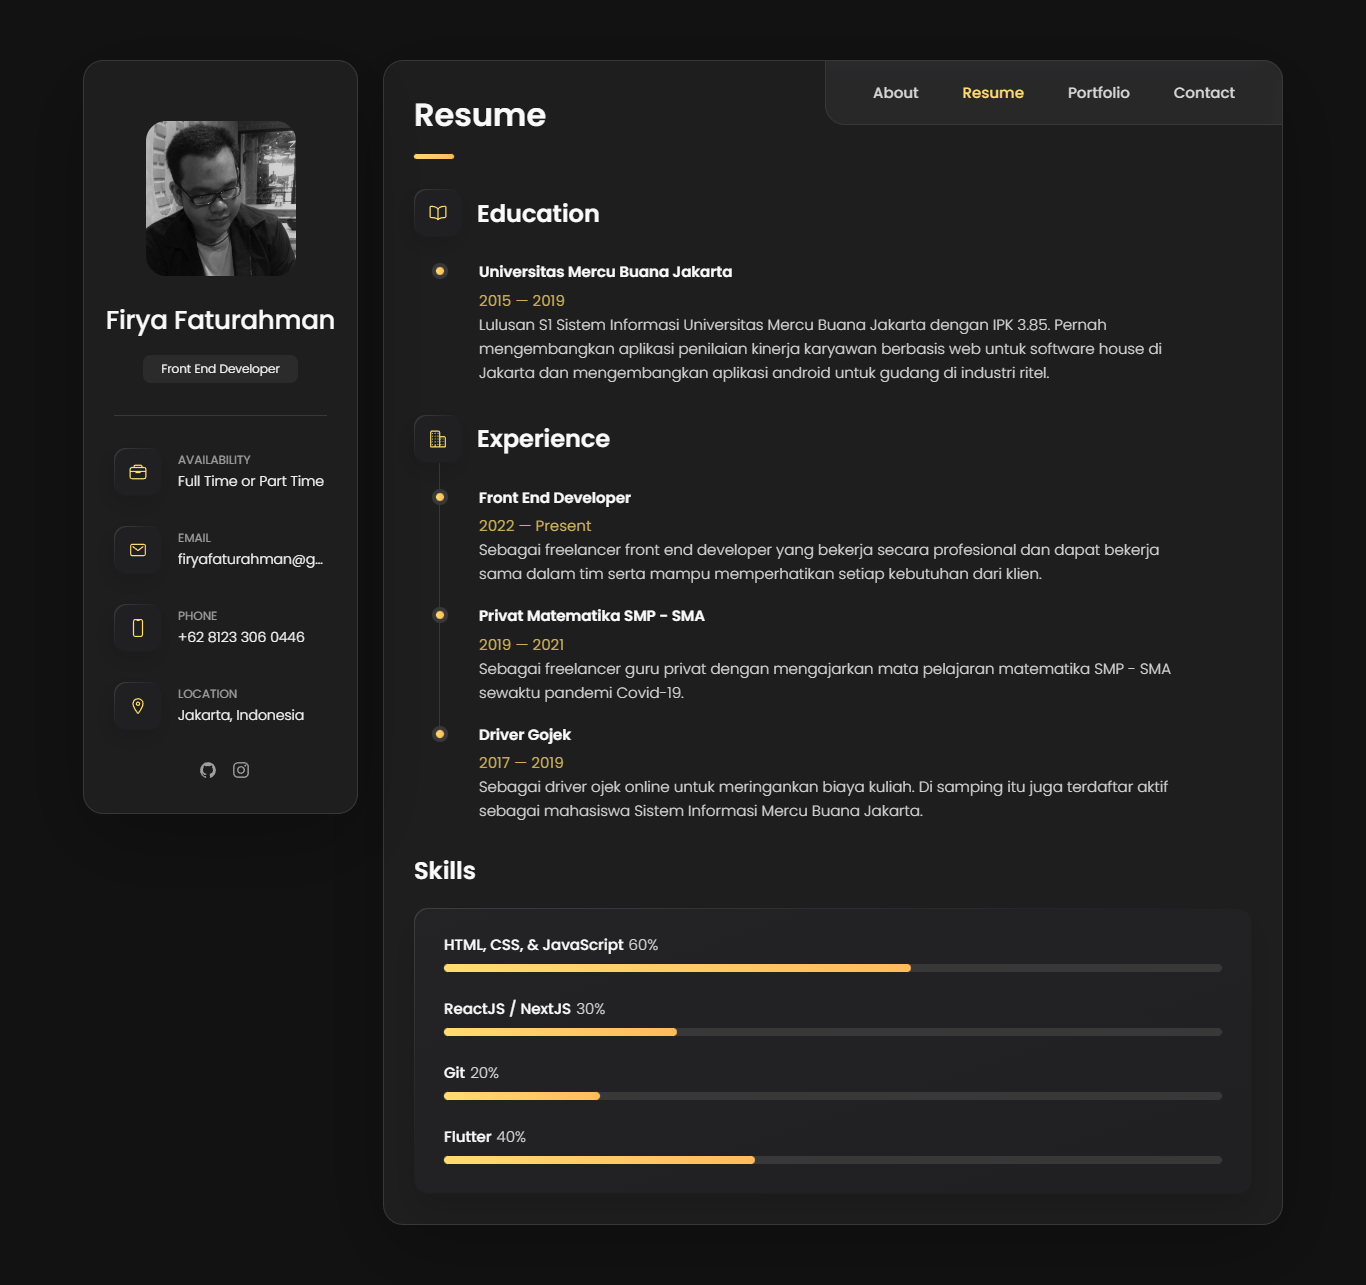 Firya Faturahman
Front End Developer
AVAILABILITY
Full Time or Part Time
EMAIL
firyafaturahman@g...
PHONE
+62 8123 306 0446
LOCATION
Jakarta, Indonesia
About
Resume
Portfolio
Contact
Resume
Education
Universitas Mercu Buana Jakarta
2015 — 2019
Lulusan S1 Sistem Informasi Universitas Mercu Buana Jakarta dengan IPK 3.85. Pernah
mengembangkan aplikasi penilaian kinerja karyawan berbasis web untuk software house di
Jakarta dan mengembangkan aplikasi android untuk gudang di industri ritel.
Experience
Front End Developer
2022 — Present
Sebagai freelancer front end developer yang bekerja secara profesional dan dapat bekerja
sama dalam tim serta mampu memperhatikan setiap kebutuhan dari klien.
Privat Matematika SMP - SMA
2019 — 2021
Sebagai freelancer guru privat dengan mengajarkan mata pelajaran matematika SMP - SMA
sewaktu pandemi Covid-19.
Driver Gojek
2017 — 2019
Sebagai driver ojek online untuk meringankan biaya kuliah. Di samping itu juga terdaftar aktif
sebagai mahasiswa Sistem Informasi Mercu Buana Jakarta.
Skills
HTML, CSS, & JavaScript 60%
ReactJS / NextJS 30%
Git 20%
Flutter 40%